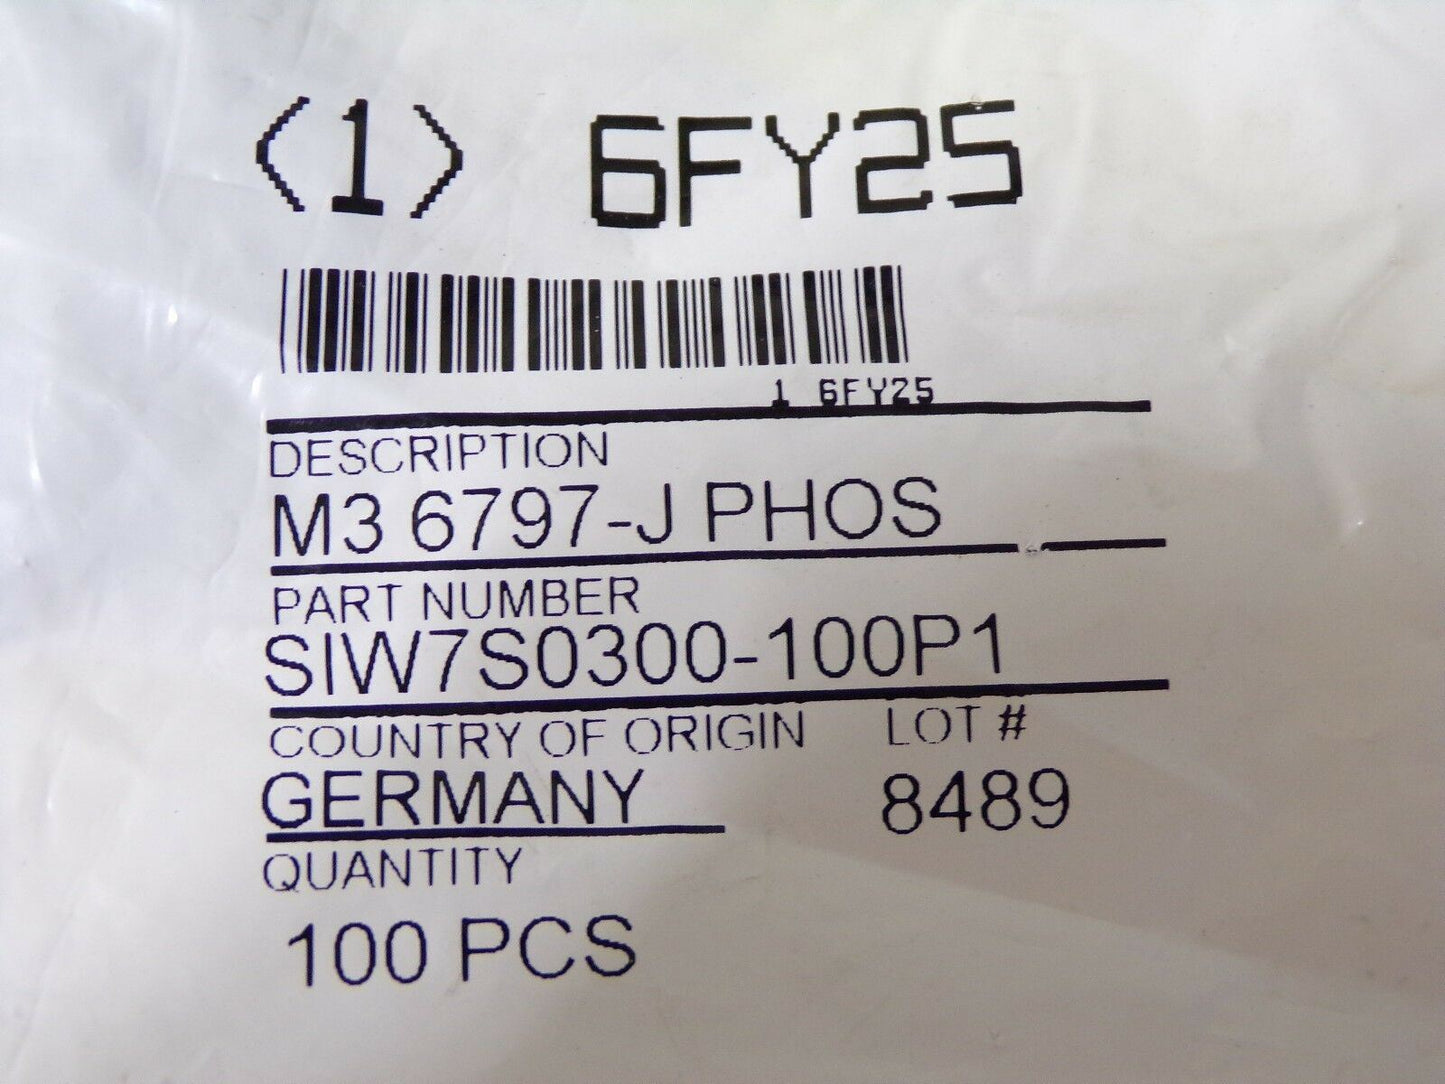 <1> 6FY25
1 6FY25
DESCRIPTION
M3 6797-J PHOS
PART NUMBER
SIW7S0300-100P1
COUNTRY OF ORIGIN LOT #
GERMANY 8489
QUANTITY
100 PCS